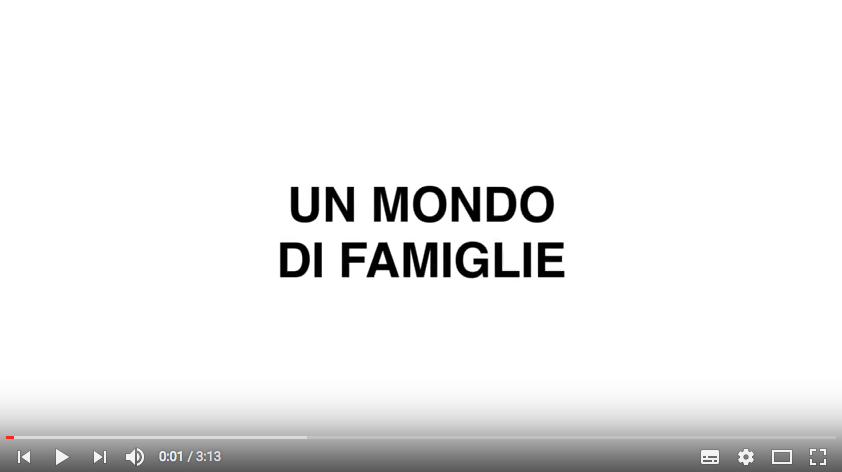 UN MONDO
DI FAMIGLIE
0:01 / 3:13